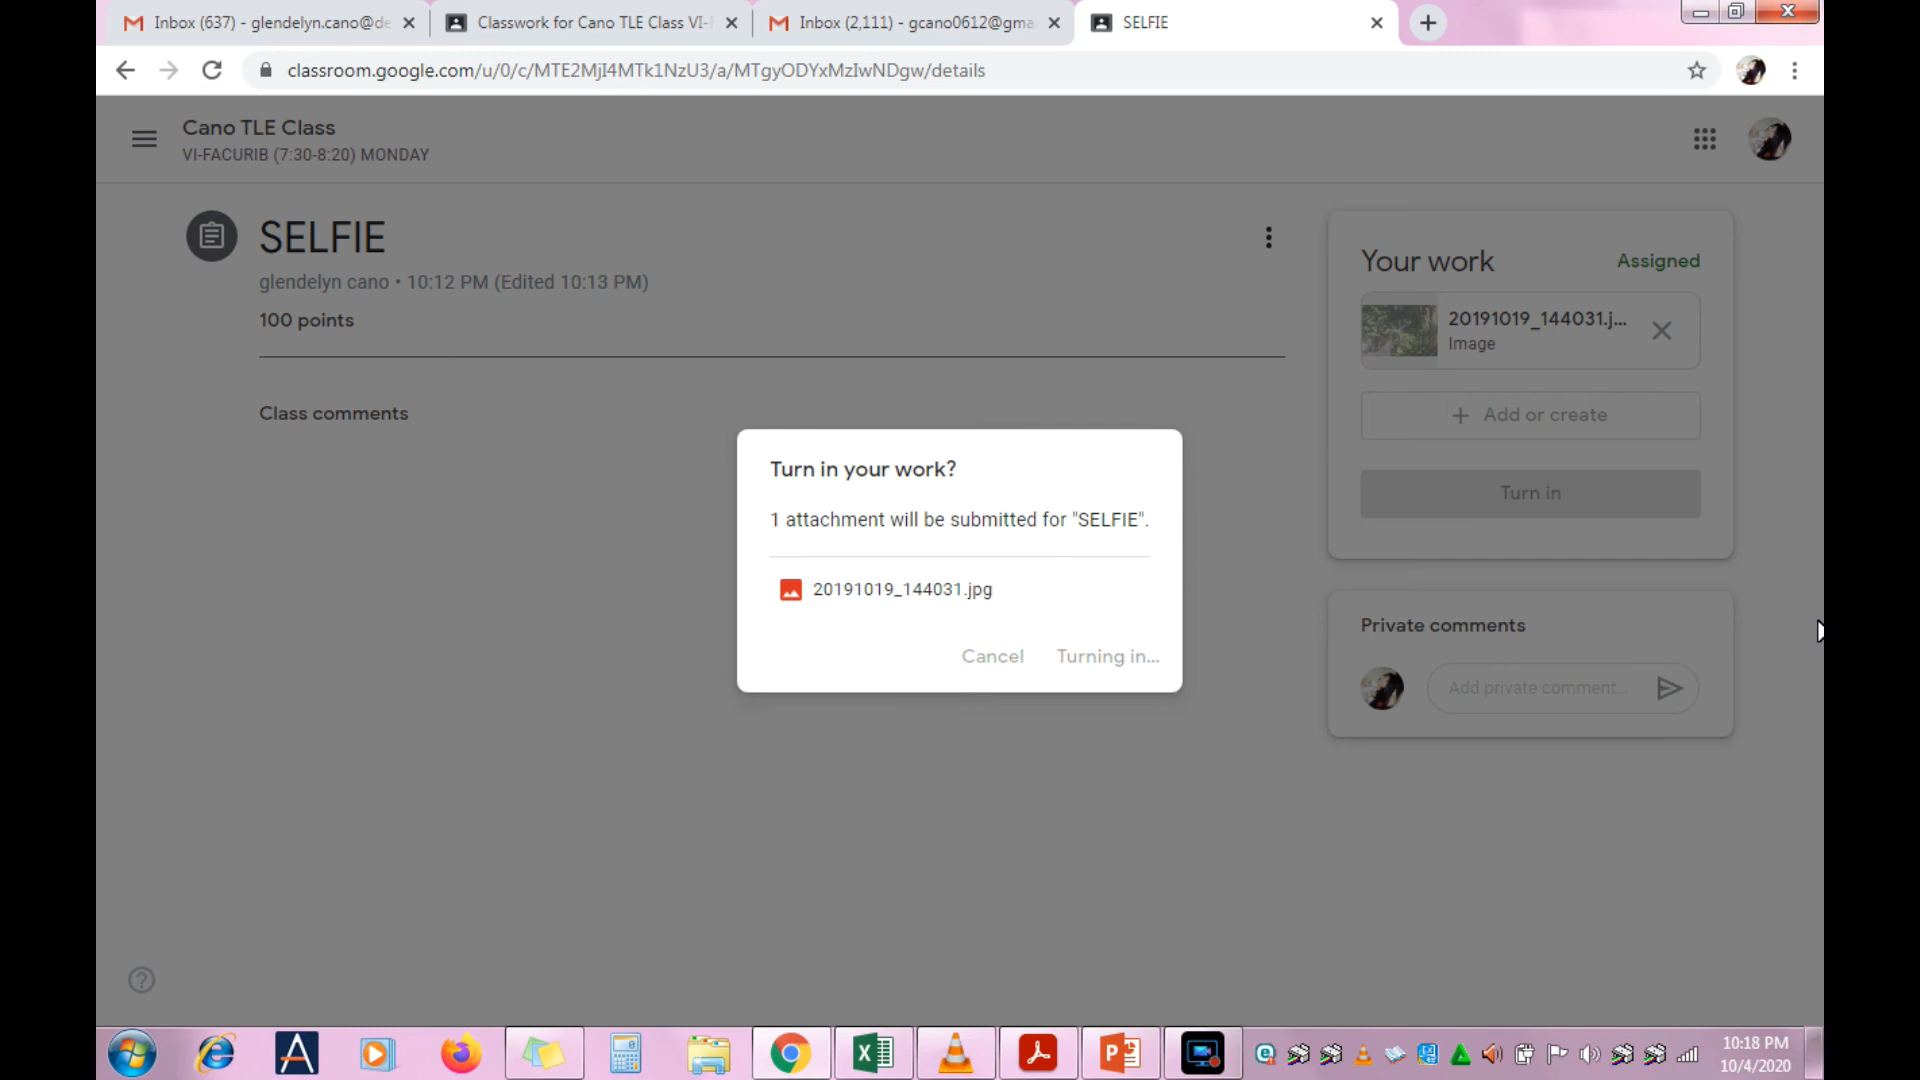 Inbox (637) - glendelyn.cano@de
Classwork for Cano TLE Class VI-F
Inbox (2,111) - gcano0612@gma
SELFIE
classroom.google.com/u/0/c/MTE2MjI4MTk1NzU3/a/MTgyODYxMzIwNDgw/details
Cano TLE Class
VI-FACURIB (7:30-8:20) MONDAY
SELFIE
glendelyn cano • 10:12 PM (Edited 10:13 PM)
100 points
Class comments
Your work
Assigned
20191019_144031.j...
Image
Add or create
Turn in
Turn in your work?
1 attachment will be submitted for "SELFIE".
20191019_144031.jpg
Cancel
Turning in...
Private comments
Add private comment...
10:18 PM
10/4/2020